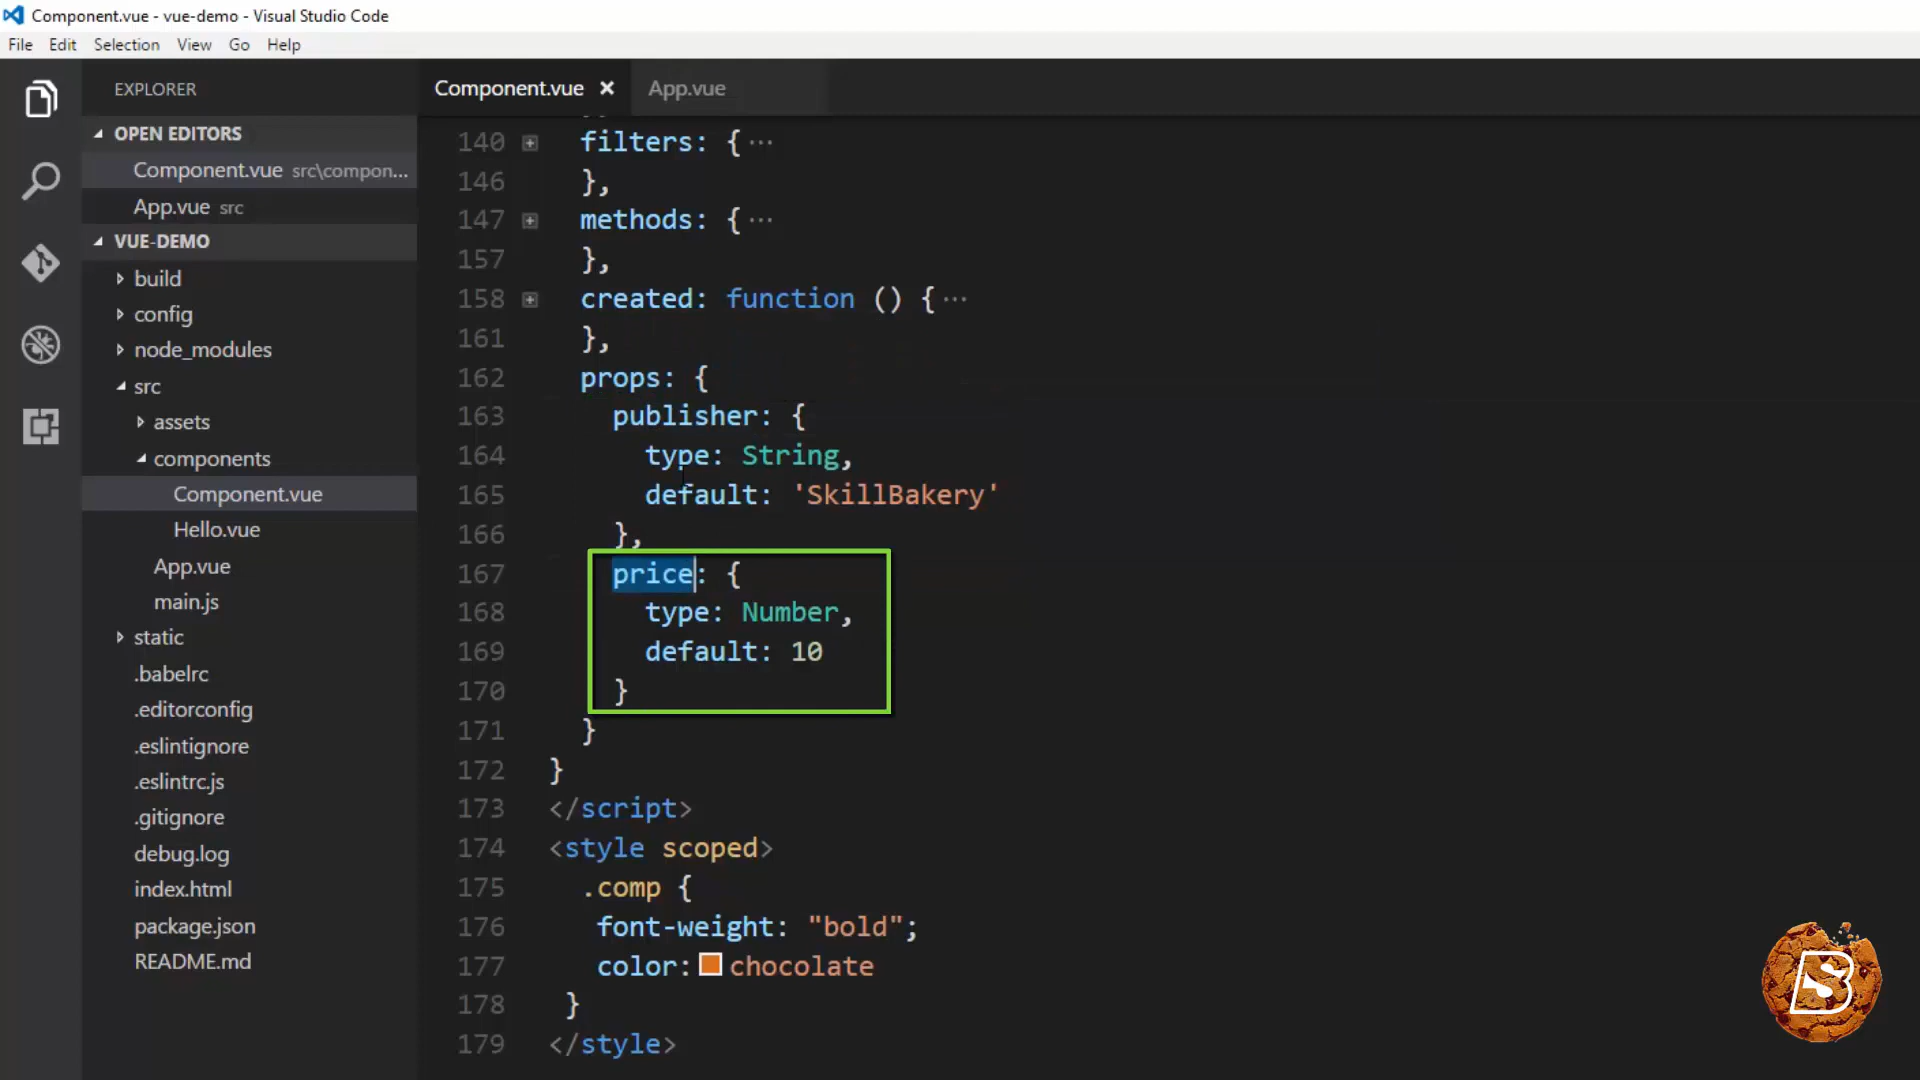 Component.vue - vue-demo - Visual Studio Code
File Edit Selection View Go Help
EXPLORER
OPEN EDITORS
Component.vue src\compon...
App.vue src
VUE-DEMO
build
config
node_modules
src
assets
components
Component.vue
Hello.vue
App.vue
main.js
static
.babelrc
.editorconfig
.eslintignore
.eslintrc.js
.gitignore
debug.log
index.html
package.json
README.md
Component.vue App.vue
140 filters: {...
146 },
147 methods: {...
157 },
158 created: function () {...
161 },
162 props: {
163 publisher: {
164 type: String,
165 default: 'SkillBakery'
166 },
167 price: {
168 type: Number,
169 default: 10
170 }
171 }
172 }
173 </script>
174 <style scoped>
175 .comp {
176 font-weight: "bold";
177 color: chocolate
178 }
179 </style>